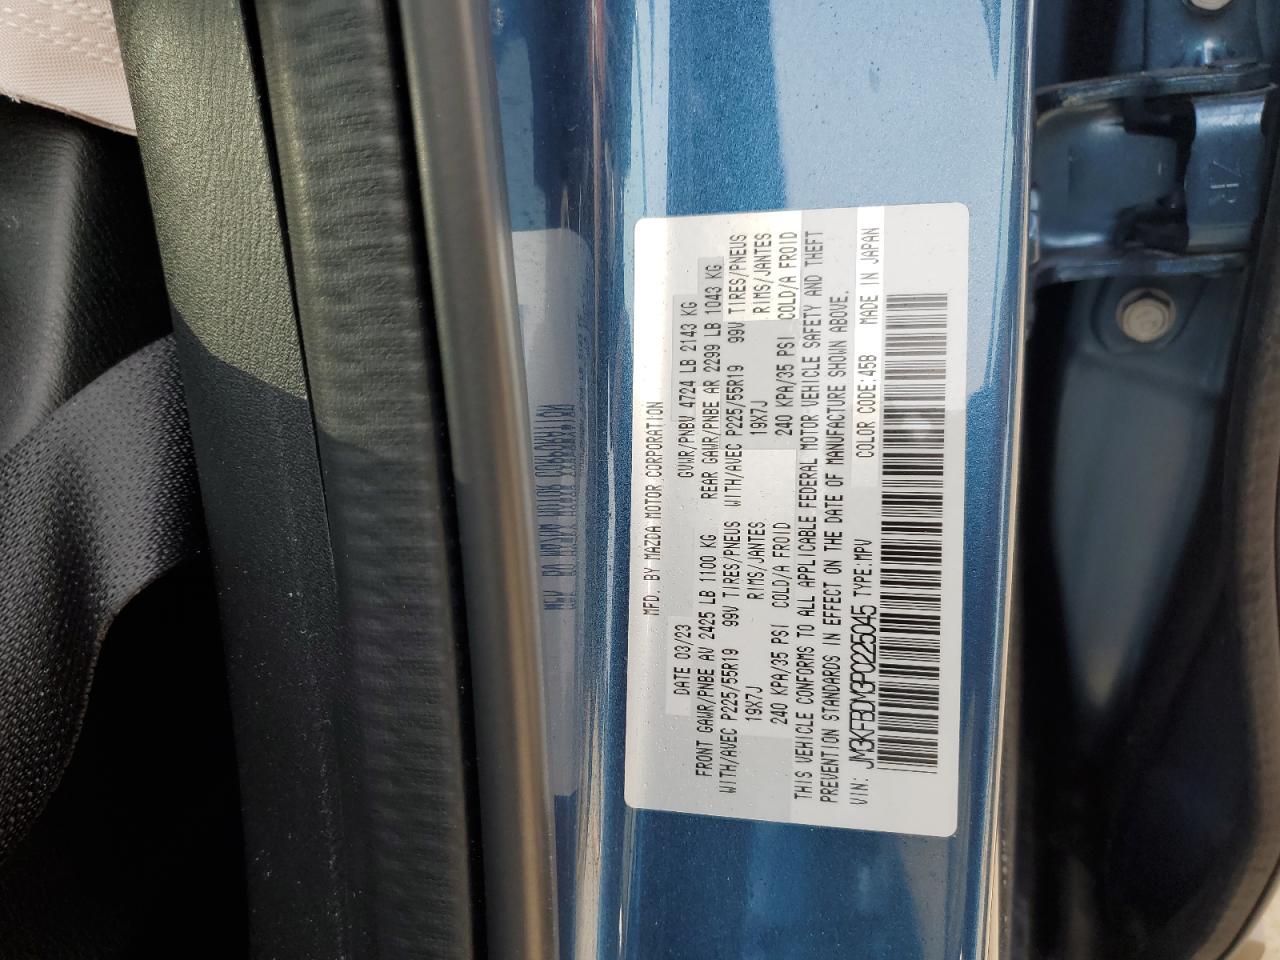 MFD. BY MAZDA MOTOR CORPORATION
DATE 03/23 GVWR/PNBV 4724 LB 2143 KG
FRONT GAWR/PNBE AV 2425 LB 1100 KG REAR GAWR/PNBE AR 2299 LB 1043 KG
WITH/AVEC P225/55R19 99V TIRES/PNEUS WITH/AVEC P225/55R19 99V TIRES/PNEUS
19X7J RIMS/JANTES 19X7J RIMS/JANTES
240 KPA/35 PSI COLD/A FROID 240 KPA/35 PSI COLD/A FROID
THIS VEHICLE CONFORMS TO ALL APPLICABLE FEDERAL MOTOR VEHICLE SAFETY AND THEFT
PREVENTION STANDARDS IN EFFECT ON THE DATE OF MANUFACTURE SHOWN ABOVE.
VIN: JM3KFBDM3P0225045 TYPE:MPV COLOR CODE:45B MADE IN JAPAN